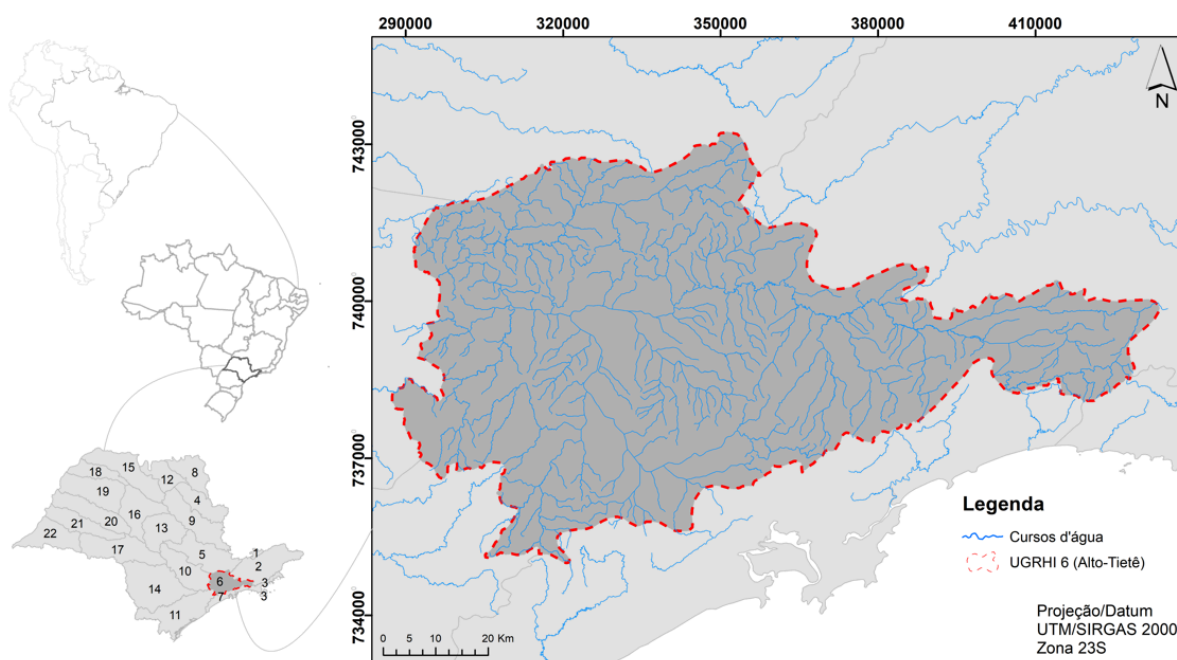 290000 320000 350000 380000 410000
N
743000
740000
737000
734000
18 15 12 8
19 4
16
21 20 13 9
22
17 5 1
2
10
6 3
14 7 3
11
Legenda
Cursos d'água
UGRHI 6 (Alto-Tietê)
Projeção/Datum
UTM/SIRGAS 2000
Zona 23S
0 5 10 20 Km